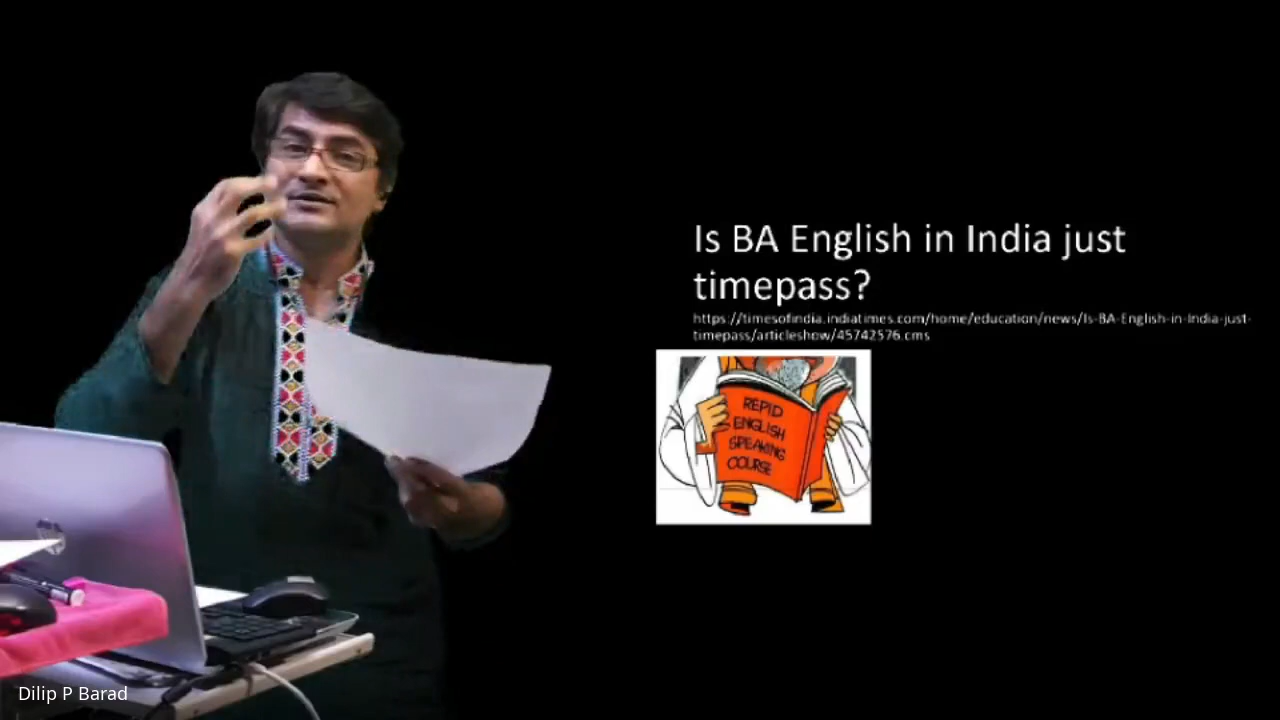 Is BA English in India just
timepass?
https://timesofindia.indiatimes.com/home/education/news/Is-BA-English-in-India-just-
timepass/articleshow/45742576.cms
REPID
ENGLISH
SPEAKING
COURSE
Dilip P Barad